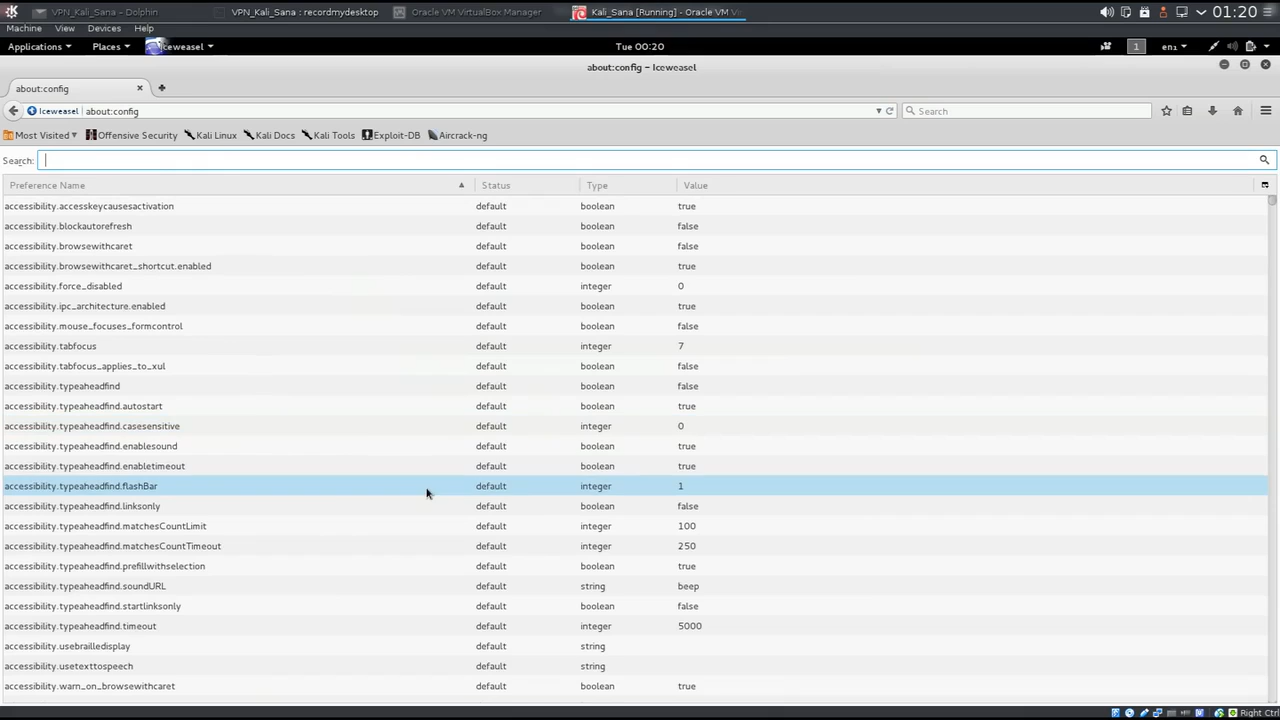 VPN_Kali_Sana – Dolphin VPN_Kali_Sana : recordmydesktop Oracle VM VirtualBox Manager Kali_Sana [Running] - Oracle VM 01:20
Machine View Devices Help
Applications Places Iceweasel Tue 00:20 1 en1
about:config - Iceweasel
about:config
Iceweasel about:config Search
Most Visited Offensive Security Kali Linux Kali Docs Kali Tools Exploit-DB Aircrack-ng
Search:
Preference Name Status Type Value
accessibility.accesskeycausesactivation default boolean true
accessibility.blockautorefresh default boolean false
accessibility.browsewithcaret default boolean false
accessibility.browsewithcaret_shortcut.enabled default boolean true
accessibility.force_disabled default integer 0
accessibility.ipc_architecture.enabled default boolean true
accessibility.mouse_focuses_formcontrol default boolean false
accessibility.tabfocus default integer 7
accessibility.tabfocus_applies_to_xul default boolean false
accessibility.typeaheadfind default boolean false
accessibility.typeaheadfind.autostart default boolean true
accessibility.typeaheadfind.casesensitive default integer 0
accessibility.typeaheadfind.enablesound default boolean true
accessibility.typeaheadfind.enabletimeout default boolean true
accessibility.typeaheadfind.flashBar default integer 1
accessibility.typeaheadfind.linksonly default boolean false
accessibility.typeaheadfind.matchesCountLimit default integer 100
accessibility.typeaheadfind.matchesCountTimeout default integer 250
accessibility.typeaheadfind.prefillwithselection default boolean true
accessibility.typeaheadfind.soundURL default string beep
accessibility.typeaheadfind.startlinksonly default boolean false
accessibility.typeaheadfind.timeout default integer 5000
accessibility.usebrailledisplay default string
accessibility.usetexttospeech default string
accessibility.warn_on_browsewithcaret default boolean true
Right Ctrl